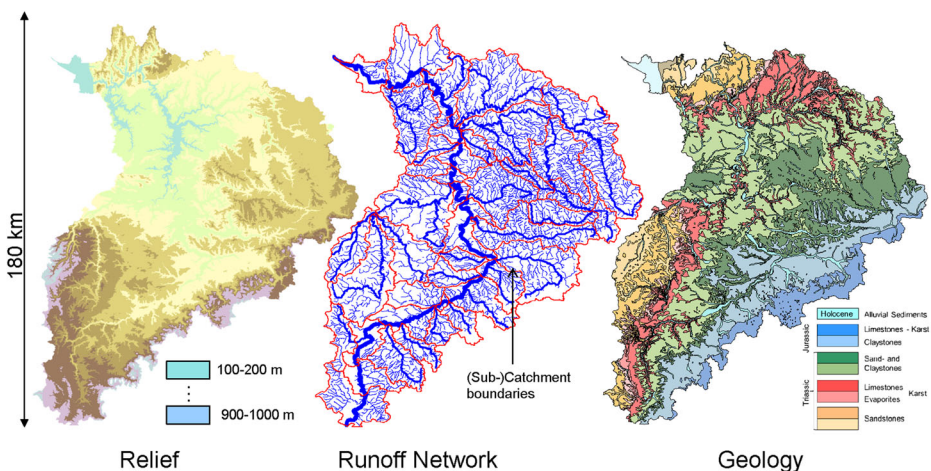 180 km
100-200 m
900-1000 m
Relief
(Sub-)Catchment
boundaries
Runoff Network
Holocene
Alluvial Sediments
Jurassic
Limestones - Karst
Claystones
Triassic
Sand- and
Claystones
Limestones
Evaporites
Karst
Sandstones
Geology